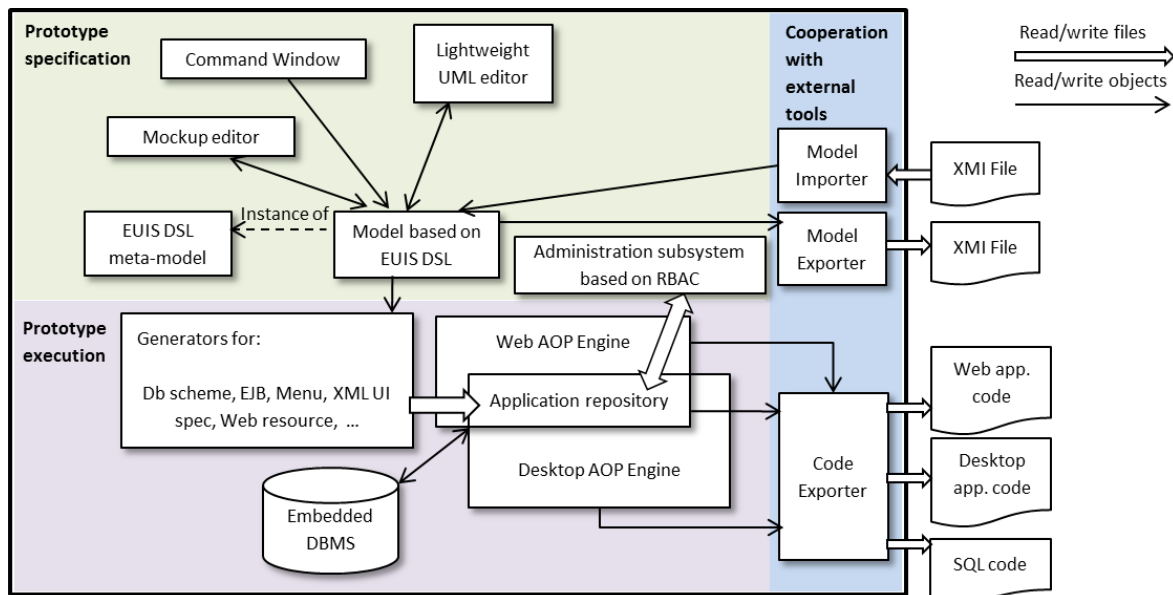 Prototype
specification
Command Window
Lightweight
UML editor
Cooperation
with
external
tools
Read/write files
Read/write objects
Mockup editor
Model
Importer
XMI File
EUIS DSL
meta-model
Instance of
Model based on
EUIS DSL
Administration subsystem
based on RBAC
Model
Exporter
XMI File
Prototype
execution
Generators for:
Db scheme, EJB, Menu, XML UI
spec, Web resource,  ...
Web AOP Engine
Application repository
Desktop AOP Engine
Embedded
DBMS
Code
Exporter
Web app.
code
Desktop
app. code
SQL code